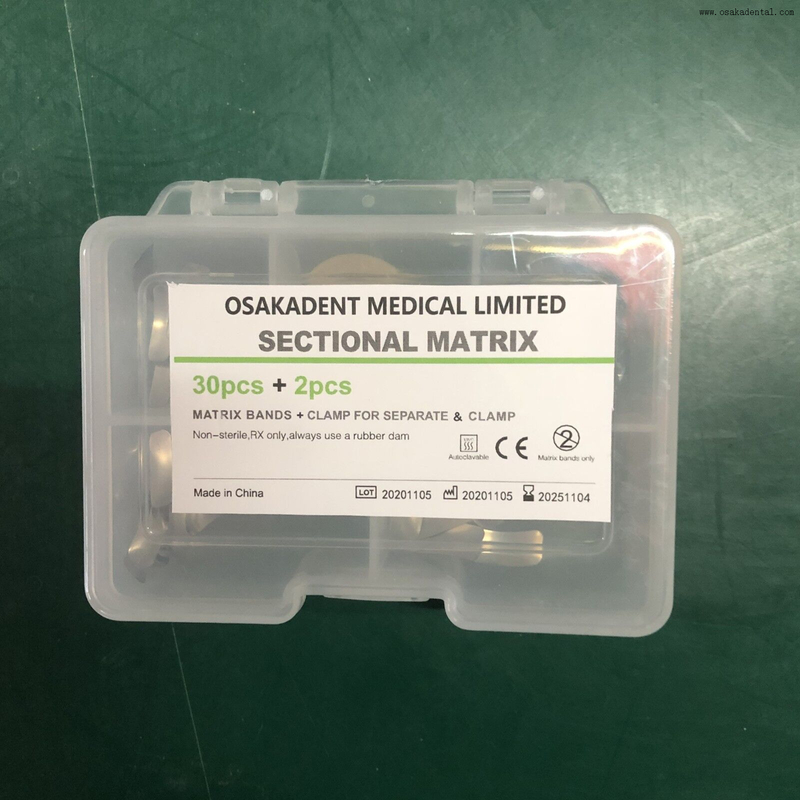 www.osakadental.com
OSAKADENT MEDICAL LIMITED
SECTIONAL MATRIX
30pcs + 2pcs
MATRIX BANDS + CLAMP FOR SEPARATE & CLAMP
Non-sterile,RX only,always use a rubber dam
2
Autoclavable CE Matrix bands only
Made in China LOT 20201105 20201105 20251104